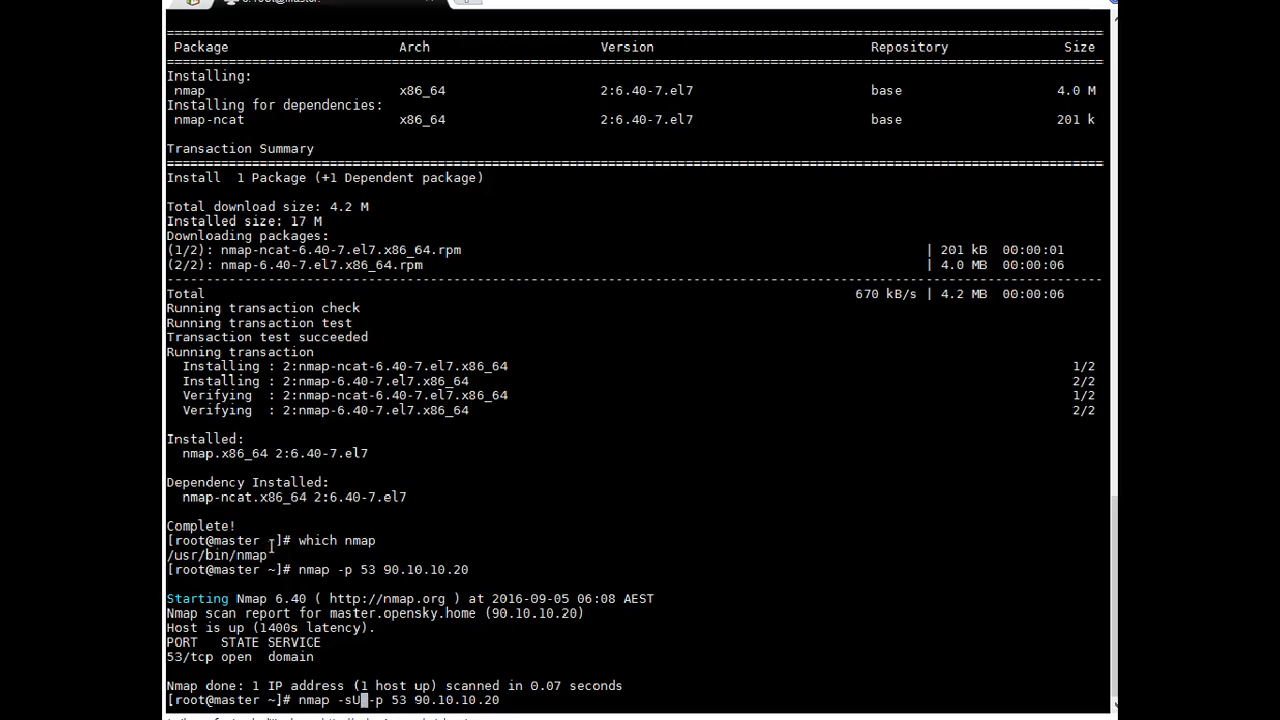 Package Arch Version Repository Size
Installing:
nmap x86_64 2:6.40-7.el7 base 4.0 M
Installing for dependencies:
nmap-ncat x86_64 2:6.40-7.el7 base 201 k
Transaction Summary
Install 1 Package (+1 Dependent package)
Total download size: 4.2 M
Installed size: 17 M
Downloading packages:
(1/2): nmap-ncat-6.40-7.el7.x86_64.rpm | 201 kB 00:00:01
(2/2): nmap-6.40-7.el7.x86_64.rpm | 4.0 MB 00:00:06
Total 670 kB/s | 4.2 MB 00:00:06
Running transaction check
Running transaction test
Transaction test succeeded
Running transaction
Installing : 2:nmap-ncat-6.40-7.el7.x86_64 1/2
Installing : 2:nmap-6.40-7.el7.x86_64 2/2
Verifying : 2:nmap-ncat-6.40-7.el7.x86_64 1/2
Verifying : 2:nmap-6.40-7.el7.x86_64 2/2
Installed:
nmap.x86_64 2:6.40-7.el7
Dependency Installed:
nmap-ncat.x86_64 2:6.40-7.el7
Complete!
[root@master ~]# which nmap
/usr/bin/nmap
[root@master ~]# nmap -p 53 90.10.10.20
Starting Nmap 6.40 ( http://nmap.org ) at 2016-09-05 06:08 AEST
Nmap scan report for master.opensky.home (90.10.10.20)
Host is up (1400s latency).
PORT STATE SERVICE
53/tcp open domain
Nmap done: 1 IP address (1 host up) scanned in 0.07 seconds
[root@master ~]# nmap -sU -p 53 90.10.10.20